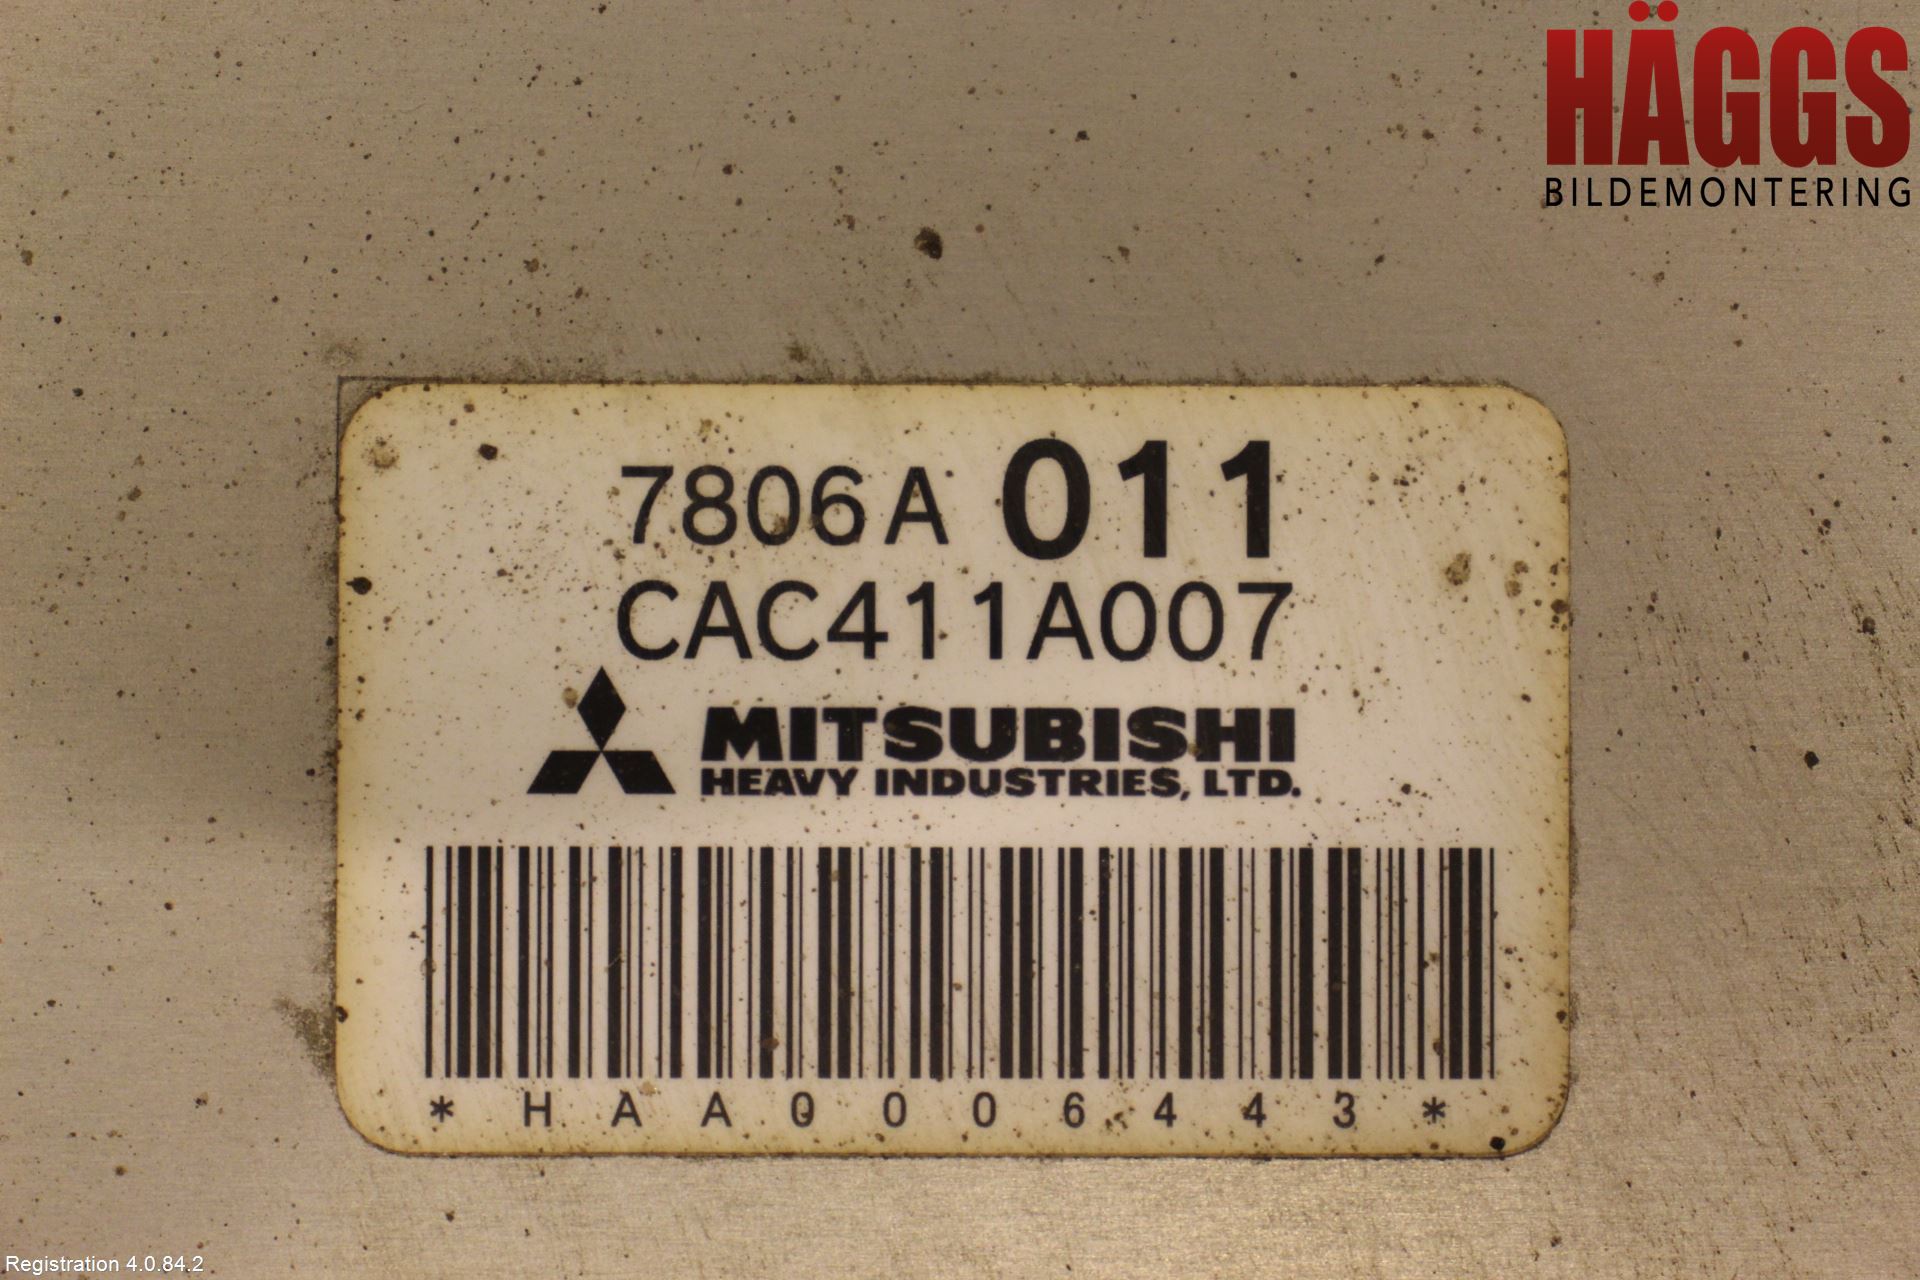 HÄGGS
BILDEMONTERING
7806A 011
CAC411A007
MITSUBISHI
HEAVY INDUSTRIES, LTD.
*HAA0006443*
Registration 4.0.84.2